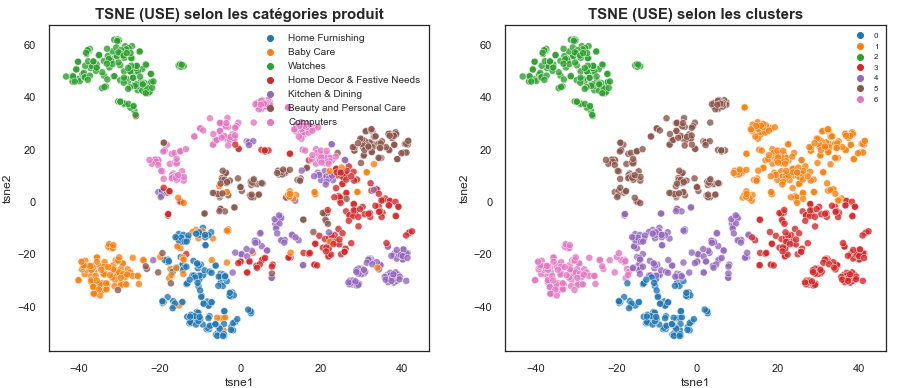 TSNE (USE) selon les catégories produit
60
40
20
0
−20
−40
tsne2
−40
−20
0
20
40
tsne1
Home Furnishing
Baby Care
Watches
Home Decor & Festive Needs
Kitchen & Dining
Beauty and Personal Care
Computers
TSNE (USE) selon les clusters
60
40
20
0
−20
−40
tsne2
−40
−20
0
20
40
tsne1
0
1
2
3
4
5
6